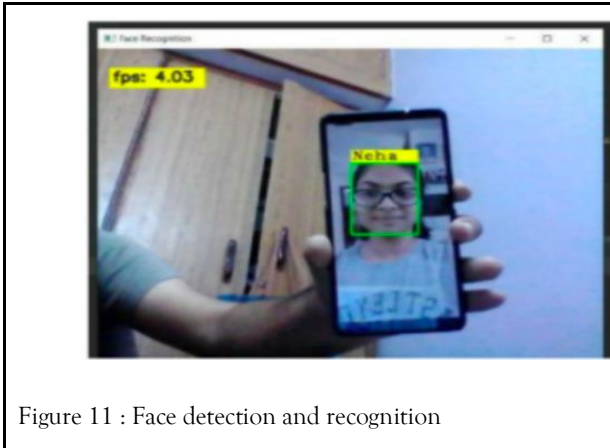 Face Recognition
fps: 4.03
Neha
Figure 11 : Face detection and recognition